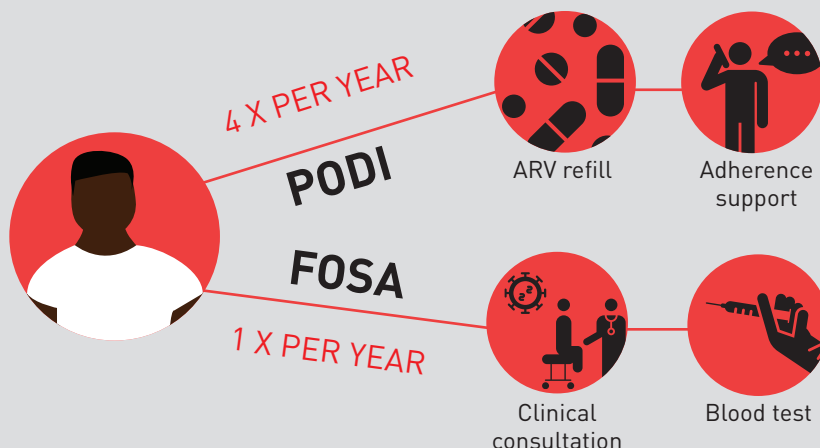 4 X PER YEAR
PODI
ARV refill
Adherence
support
FOSA
1 X PER YEAR
Clinical
consultation
Blood test